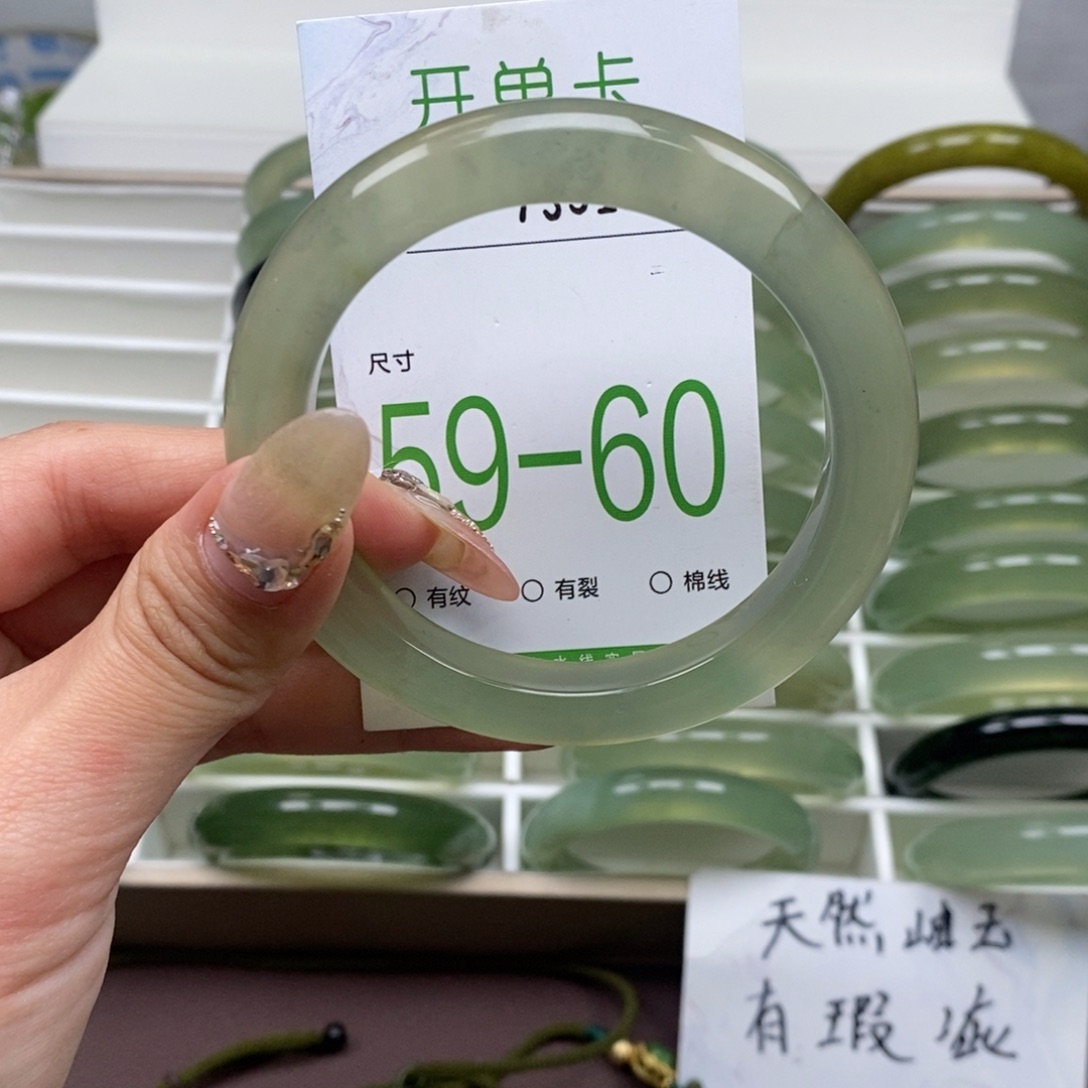 开单卡
尺寸
59-60
○ 有纹 ○ 有裂 ○ 棉线
天然岫玉
有瑕疵